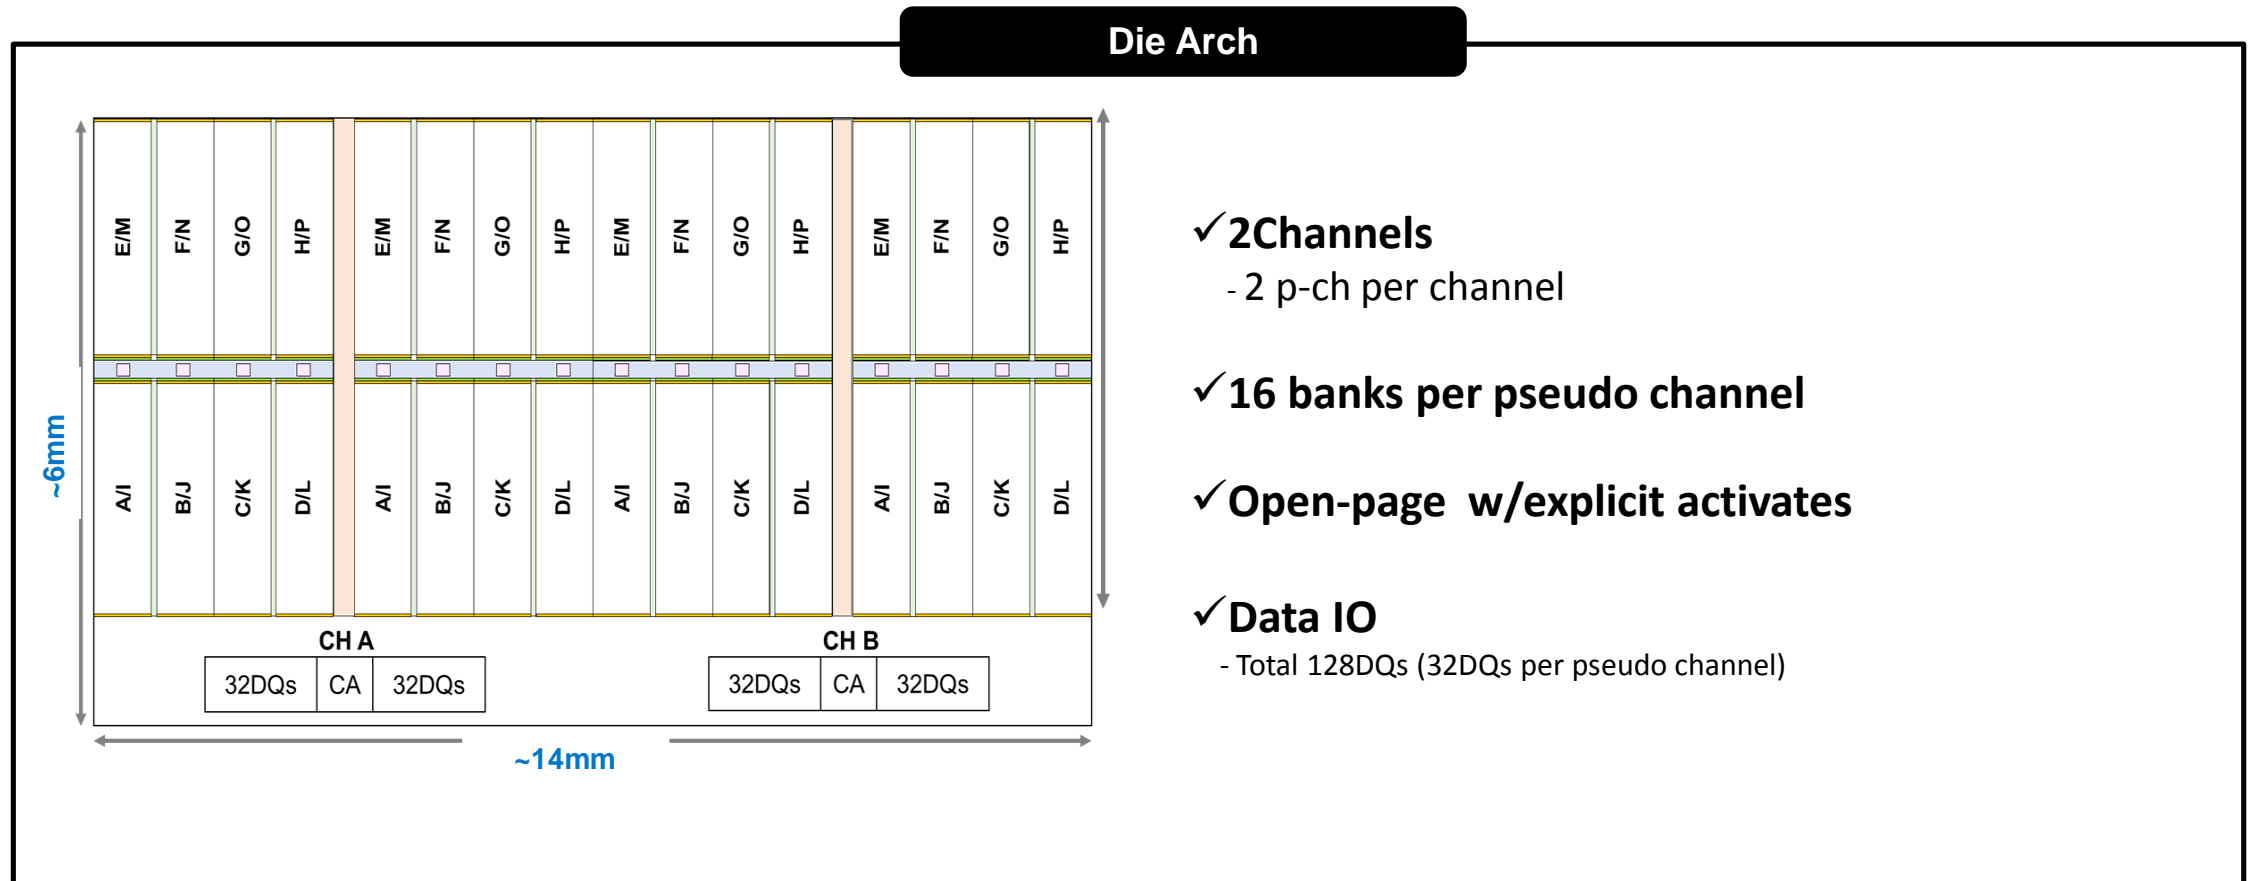 Die Arch
E/M F/N G/O H/P E/M F/N G/O H/P E/M F/N G/O H/P E/M F/N G/O H/P
~6mm
A/I B/J C/K D/L A/I B/J C/K D/L A/I B/J C/K D/L A/I B/J C/K D/L
CH A CH B
32DQs CA 32DQs 32DQs CA 32DQs
~14mm
✓2Channels
- 2 p-ch per channel
✓16 banks per pseudo channel
✓Open-page w/explicit activates
✓Data IO
- Total 128DQs (32DQs per pseudo channel)